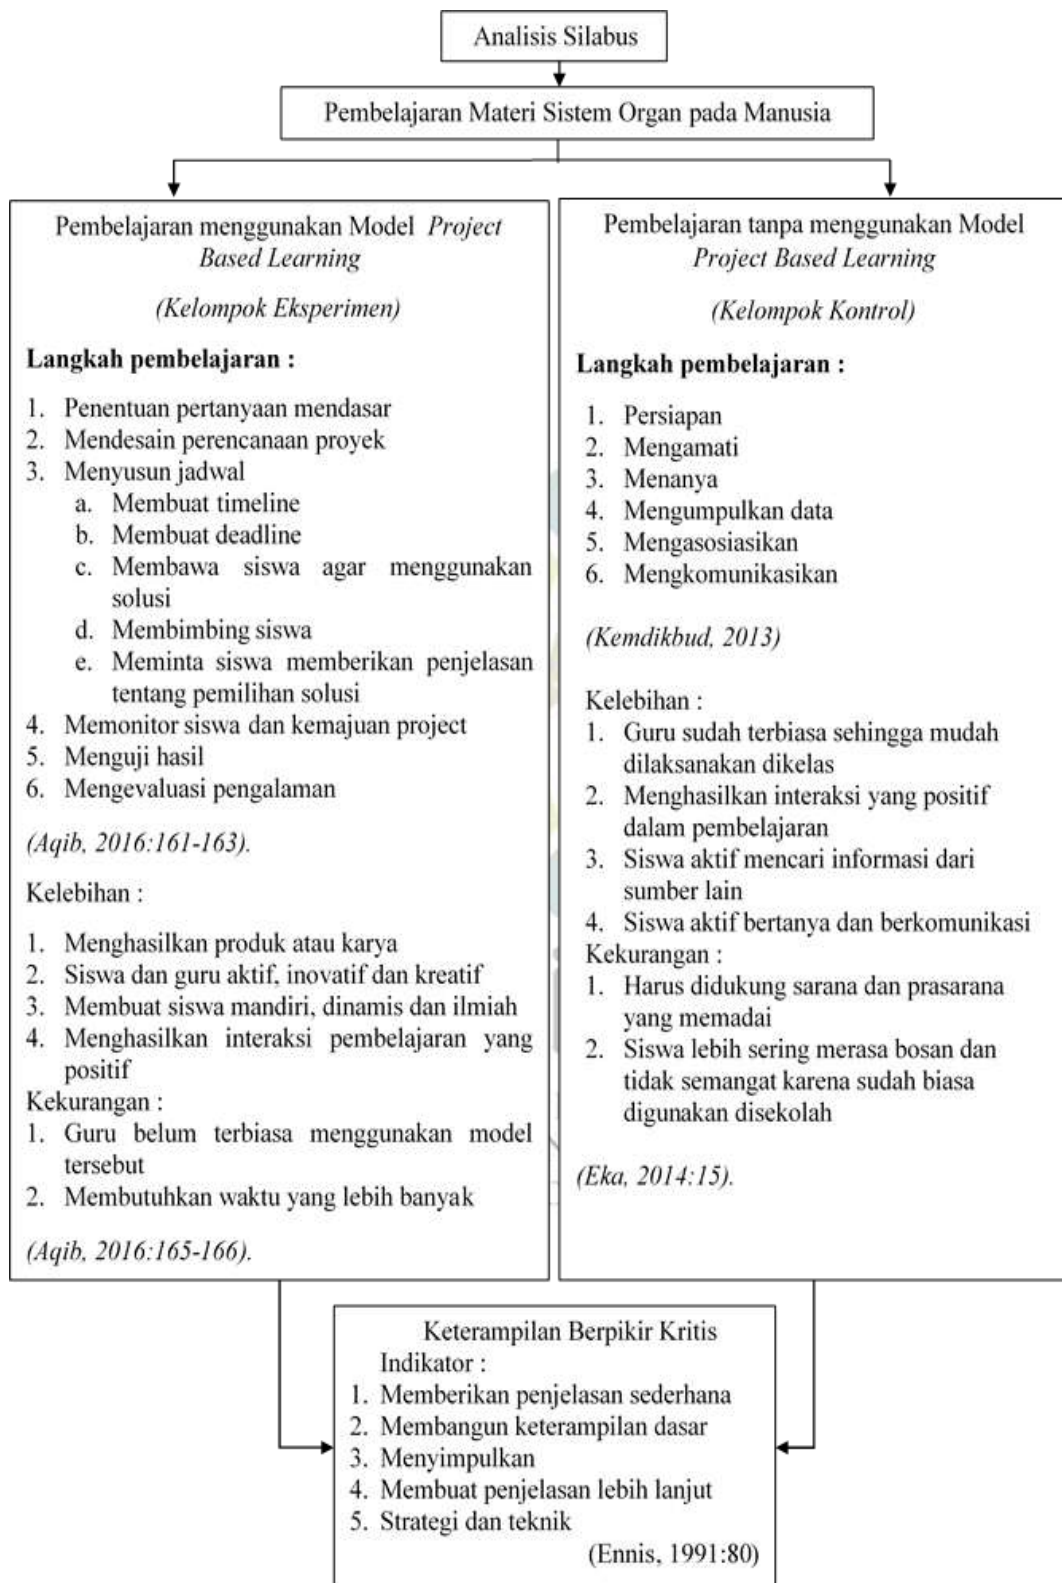 Analisis Silabus
Pembelajaran Materi Sistem Organ pada Manusia
Pembelajaran menggunakan Model Project
Based Learning
(Kelompok Eksperimen)
Langkah pembelajaran :
1. Penentuan pertanyaan mendasar
2. Mendesain perencanaan proyek
3. Menyusun jadwal
a. Membuat timeline
b. Membuat deadline
c. Membawa siswa agar menggunakan
solusi
d. Membimbing siswa
e. Meminta siswa memberikan penjelasan
tentang pemilihan solusi
4. Memonitor siswa dan kemajuan project
5. Menguji hasil
6. Mengevaluasi pengalaman
(Aqib, 2016:161-163).
Kelebihan :
1. Menghasilkan produk atau karya
2. Siswa dan guru aktif, inovatif dan kreatif
3. Membuat siswa mandiri, dinamis dan ilmiah
4. Menghasilkan interaksi pembelajaran yang
positif
Kekurangan :
1. Guru belum terbiasa menggunakan model
tersebut
2. Membutuhkan waktu yang lebih banyak
(Aqib, 2016:165-166).
Pembelajaran tanpa menggunakan Model
Project Based Learning
(Kelompok Kontrol)
Langkah pembelajaran :
1. Persiapan
2. Mengamati
3. Menanya
4. Mengumpulkan data
5. Mengasosiasikan
6. Mengkomunikasikan
(Kemdikbud, 2013)
Kelebihan :
1. Guru sudah terbiasa sehingga mudah
dilaksanakan dikelas
2. Menghasilkan interaksi yang positif
dalam pembelajaran
3. Siswa aktif mencari informasi dari
sumber lain
4. Siswa aktif bertanya dan berkomunikasi
Kekurangan :
1. Harus didukung sarana dan prasarana
yang memadai
2. Siswa lebih sering merasa bosan dan
tidak semangat karena sudah biasa
digunakan disekolah
(Eka, 2014:15).
Keterampilan Berpikir Kritis
Indikator :
1. Memberikan penjelasan sederhana
2. Membangun keterampilan dasar
3. Menyimpulkan
4. Membuat penjelasan lebih lanjut
5. Strategi dan teknik
(Ennis, 1991:80)